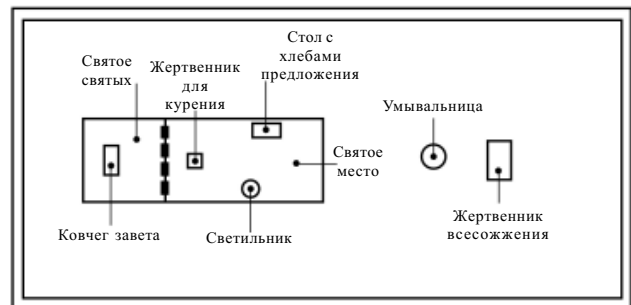 Святое
святых
Жертвенник
для
курения
Стол с
хлебами
предложения
Умывальница
Святое
место
Ковчег завета
Светильник
Жертвенник
всесожжения